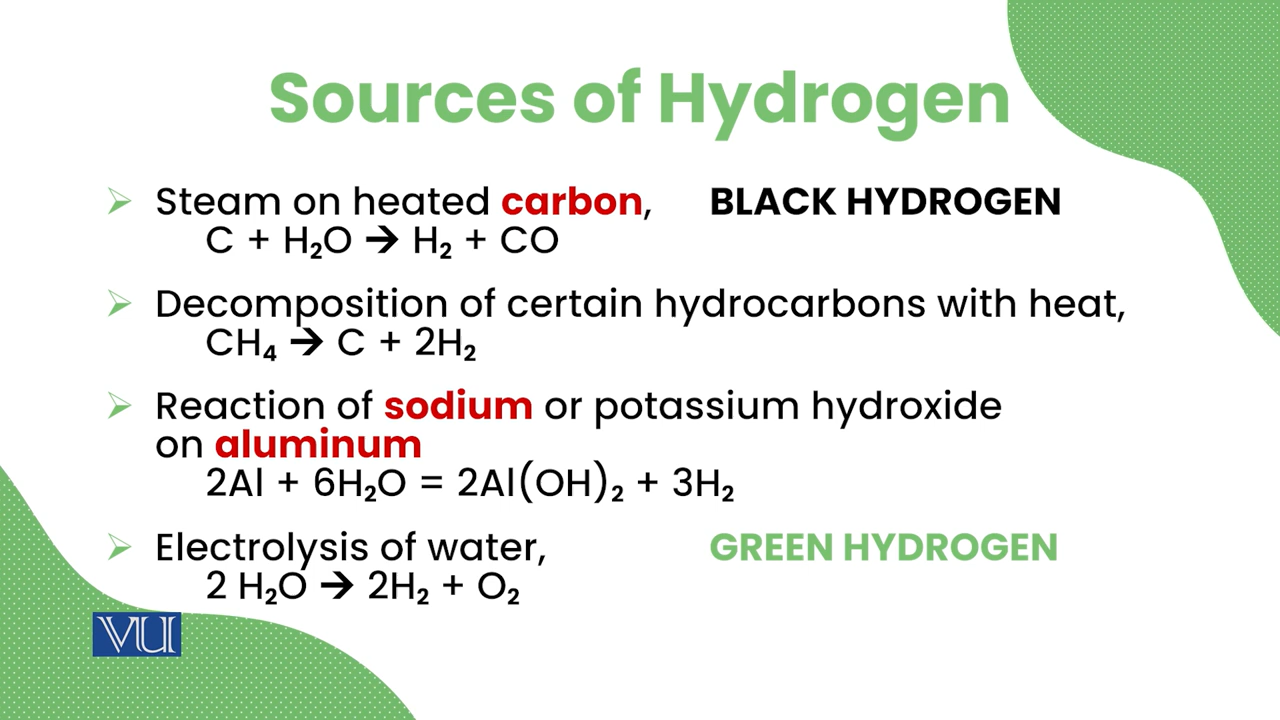 Sources of Hydrogen
➢ Steam on heated carbon, BLACK HYDROGEN
C + H₂O → H₂ + CO
➢ Decomposition of certain hydrocarbons with heat,
CH₄ → C + 2H₂
➢ Reaction of sodium or potassium hydroxide
on aluminum
2Al + 6H₂O = 2Al(OH)₂ + 3H₂
➢ Electrolysis of water, GREEN HYDROGEN
2 H₂O → 2H₂ + O₂
VU